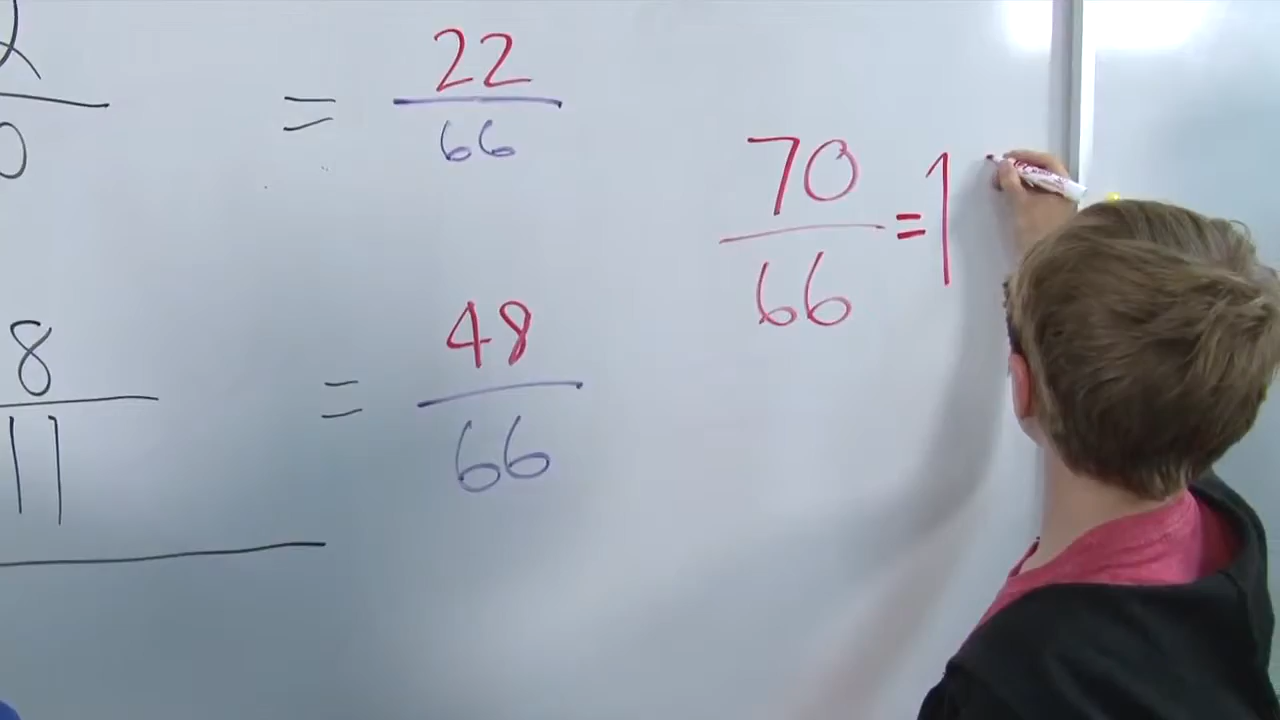 = 22/66
70/66 = 1
8/11 = 48/66